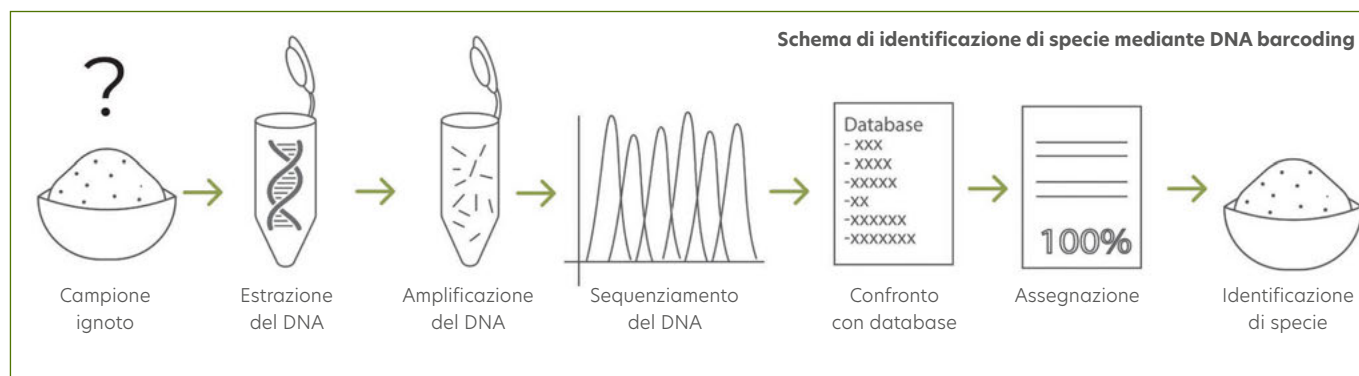 Schema di identificazione di specie mediante DNA barcoding
?
Database
- xxx
- xxxx
-xxxxx
-xx
-xxxxxx
-xxxxxxx
100%
Campione
ignoto
Estrazione
del DNA
Amplificazione
del DNA
Sequenziamento
del DNA
Confronto
con database
Assegnazione
Identificazione
di specie